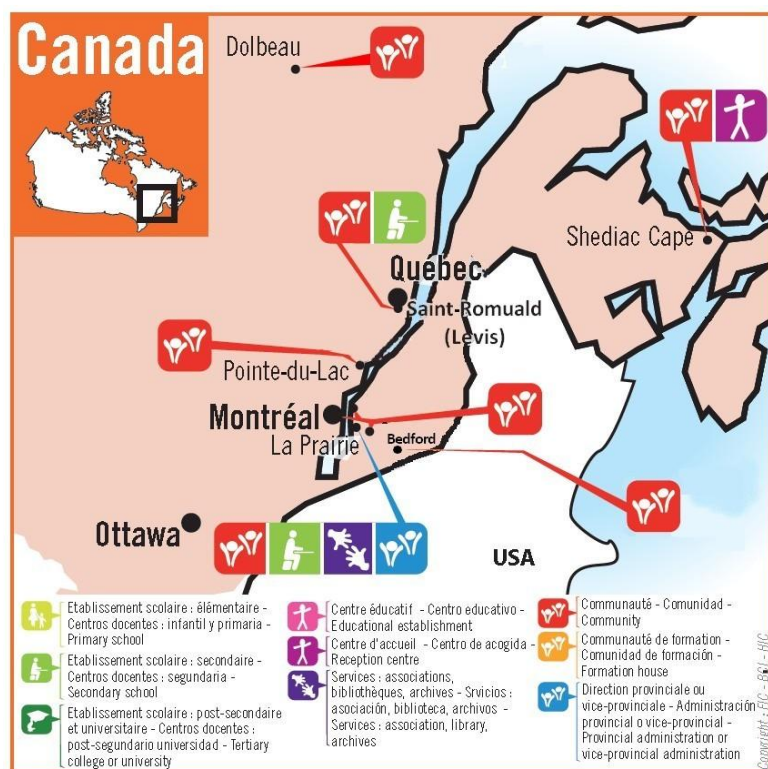 Canada
Dolbeau
Shediac Cape
Québec
Saint-Romuald
(Levis)
Pointe-du-Lac
Montréal
La Prairie
Bedford
Ottawa
USA
Etablissement scolaire : élémentaire -
Centros docentes : infantil y primaria -
Primary school
Etablissement scolaire : secondaire -
Centros docentes : segundaria -
Secondary school
Etablissement scolaire : post-secondaire
et universitaire - Centros docentes :
post-segundario universidad - Tertiary
college or university
Centre éducatif - Centro educativo -
Educational establishment
Centre d'accueil - Centro de acogida -
Reception centre
Services : associations,
bibliothèques, archives - Srvicios :
asociación, biblioteca, archivos -
Services : association, library,
archives
Communauté - Comunidad -
Community
Communauté de formation -
Comunidad de formación -
Formation house
Direction provinciale ou
vice-provinciale - Administración
provincial o vice-provincial -
Provincial administration or
vice-provincial administration
Copyright : FIC - BGI - HIC